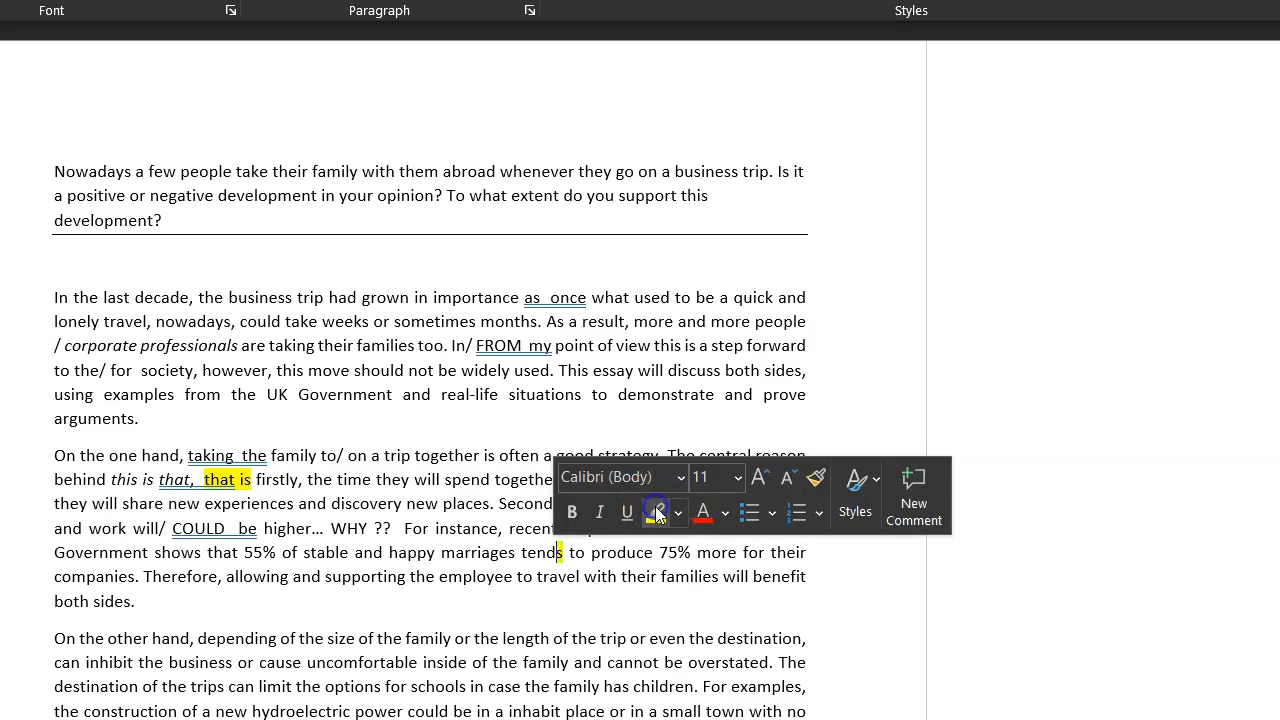 Font Paragraph Styles
Nowadays a few people take their family with them abroad whenever they go on a business trip. Is it
a positive or negative development in your opinion? To what extent do you support this
development?
In the last decade, the business trip had grown in importance as  once what used to be a quick and
lonely travel, nowadays, could take weeks or sometimes months. As a result, more and more people
/ corporate professionals are taking their families too. In/ FROM  my point of view this is a step forward
to the/ for  society, however, this move should not be widely used. This essay will discuss both sides,
using examples from the UK Government and real-life situations to demonstrate and prove
arguments.
On the one hand, taking  the family to/ on a trip together is often a good strategy. The central reason
behind this is that,  that is firstly, the time they will spend togethe
they will share new experiences and discovery new places. Second
and work will/ COULD  be higher... WHY ??  For instance, recent
Government shows that 55% of stable and happy marriages tends to produce 75% more for their
companies. Therefore, allowing and supporting the employee to travel with their families will benefit
both sides.
On the other hand, depending of the size of the family or the length of the trip or even the destination,
can inhibit the business or cause uncomfortable inside of the family and cannot be overstated. The
destination of the trips can limit the options for schools in case the family has children. For examples,
the construction of a new hydroelectric power could be in a inhabit place or in a small town with no
Calibri (Body) 11 A A
B I U A Styles New
Comment